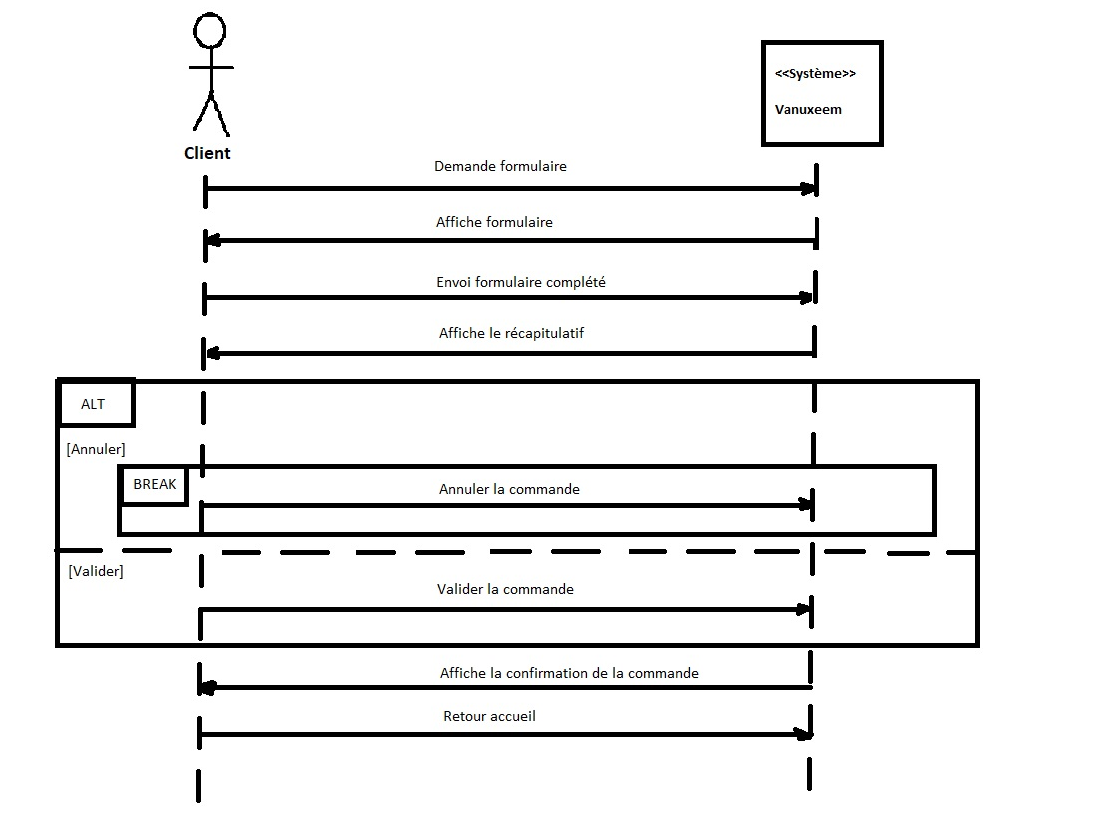 <<Système>>
Vanuxeem
Client
Demande formulaire
Affiche formulaire
Envoi formulaire complété
Affiche le récapitulatif
ALT
[Annuler]
BREAK
Annuler la commande
[Valider]
Valider la commande
Affiche la confirmation de la commande
Retour accueil